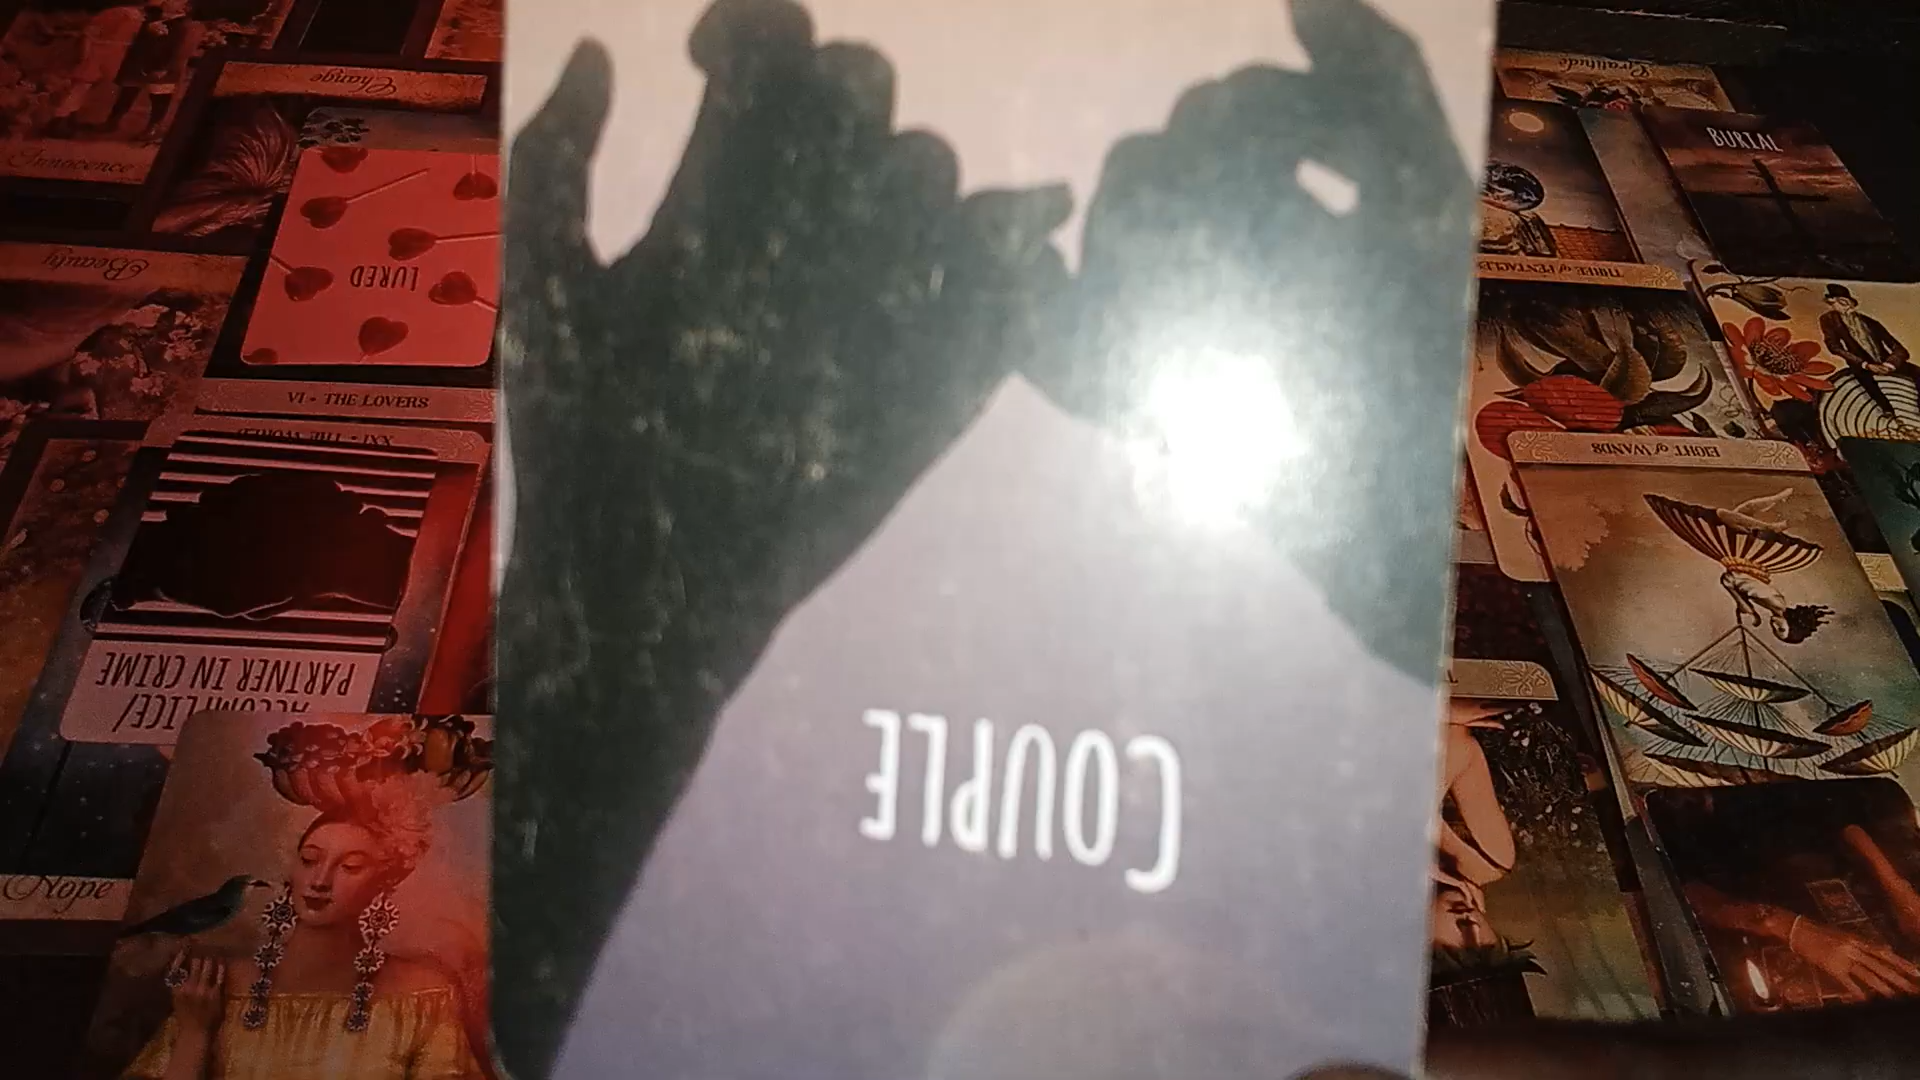 Change
Gratitude
BURIAL
Innocence
Beauty
LURED
THREE of PENTACLES
VI • THE LOVERS
XXI • THE WORLD
EIGHT of WANDS
ACCOMPLICE/
PARTNER IN CRIME
COUPLE
Hope